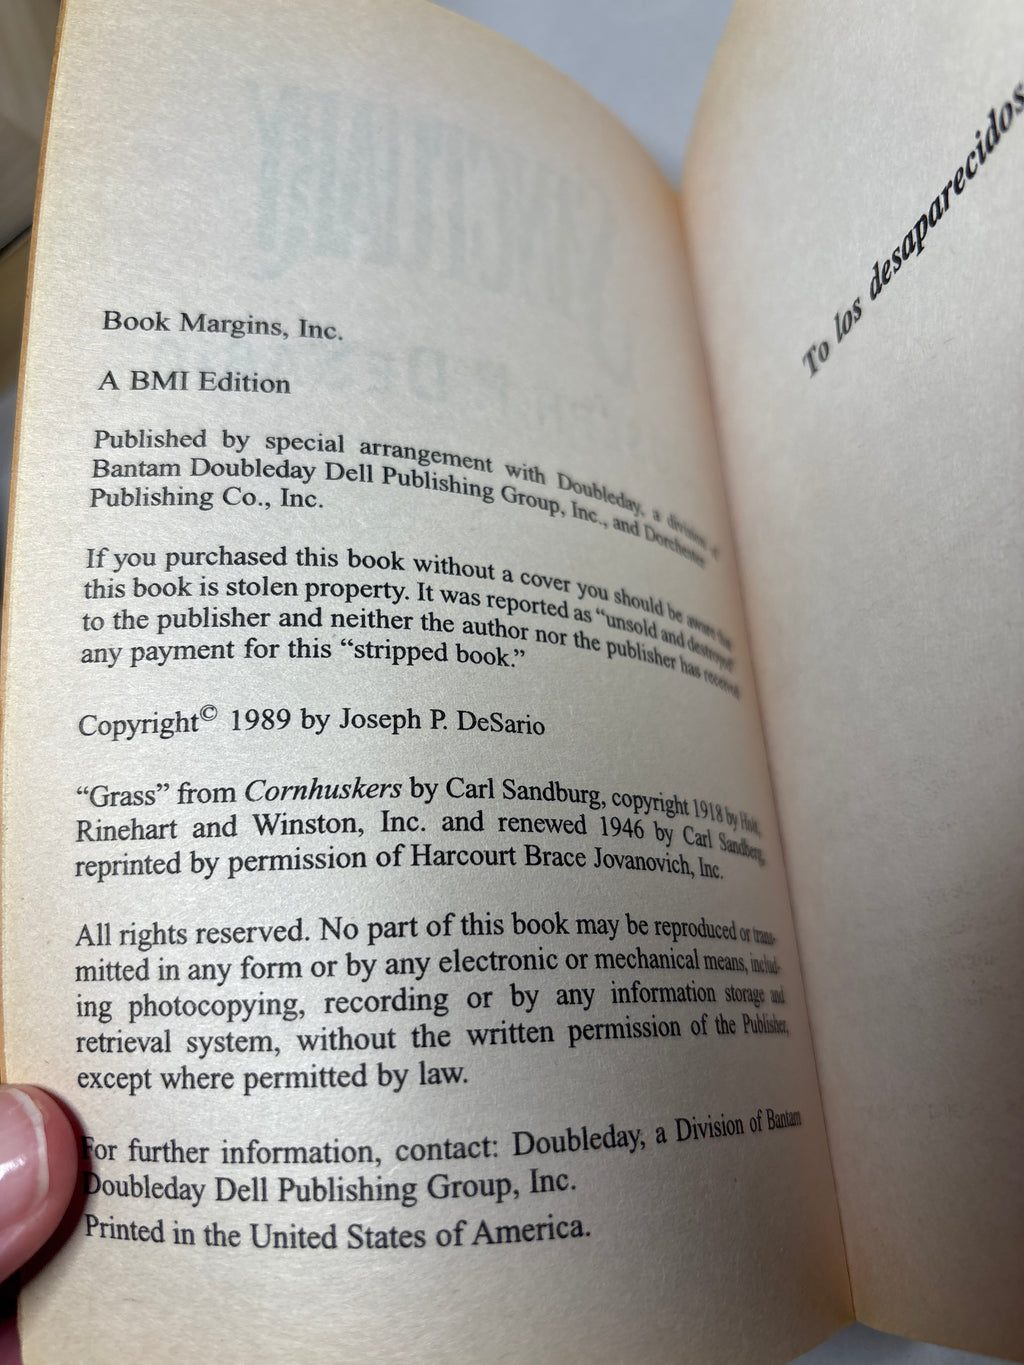 Book Margins, Inc.
A BMI Edition
Published by special arrangement with Doubleday, a division of
Bantam Doubleday Dell Publishing Group, Inc., and Dorchester
Publishing Co., Inc.
If you purchased this book without a cover you should be aware that
this book is stolen property. It was reported as “unsold and destroyed”
to the publisher and neither the author nor the publisher has received
any payment for this “stripped book.”
Copyright© 1989 by Joseph P. DeSario
“Grass” from Cornhuskers by Carl Sandburg, copyright 1918 by Holt,
Rinehart and Winston, Inc. and renewed 1946 by Carl Sandberg,
reprinted by permission of Harcourt Brace Jovanovich, Inc.
All rights reserved. No part of this book may be reproduced or trans-
mitted in any form or by any electronic or mechanical means, includ-
ing photocopying, recording or by any information storage and
retrieval system, without the written permission of the Publisher,
except where permitted by law.
For further information, contact: Doubleday, a Division of Bantam
Doubleday Dell Publishing Group, Inc.
Printed in the United States of America.
To los desaparecidos